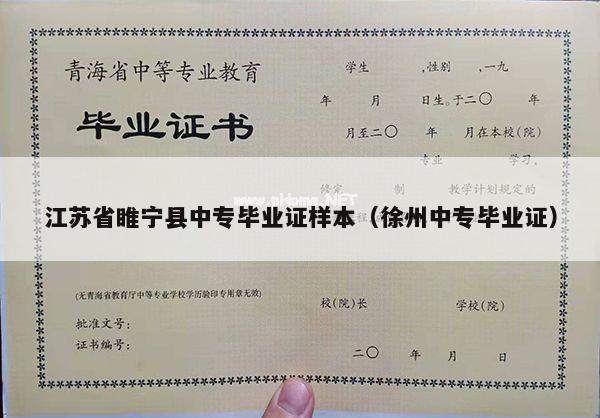 青海省中等专业教育
毕业证书
(无青海省教育厅中等专业学校学历验印专用章无效)
批准文号：
证书编号：
学生 ,性别 ,一九
年 月 日生。于二〇 年
月至二〇 年 月在本校(院)
专业 学习，
修完 制 教学计划规定的
江苏省睢宁县中专毕业证样本（徐州中专毕业证）
校(院)长 学校(院)
二〇 年 月 日